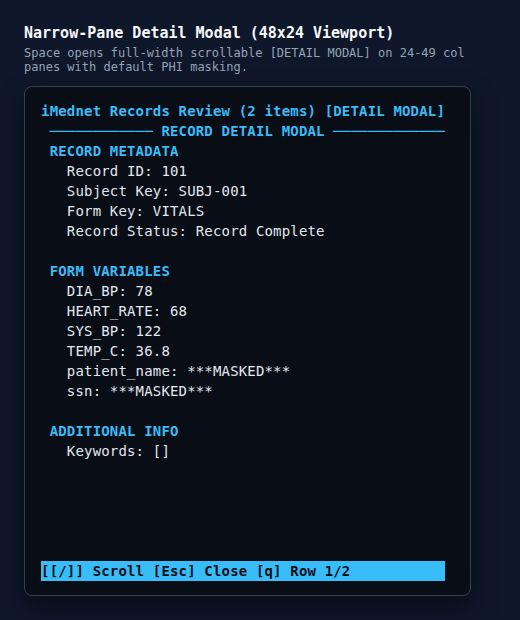 Narrow-Pane Detail Modal (48x24 Viewport)
Space opens full-width scrollable [DETAIL MODAL] on 24-49 col
panes with default PHI masking.
iMednet Records Review (2 items) [DETAIL MODAL]
──────────── RECORD DETAIL MODAL ─────────────
RECORD METADATA
Record ID: 101
Subject Key: SUBJ-001
Form Key: VITALS
Record Status: Record Complete
FORM VARIABLES
DIA_BP: 78
HEART_RATE: 68
SYS_BP: 122
TEMP_C: 36.8
patient_name: ***MASKED***
ssn: ***MASKED***
ADDITIONAL INFO
Keywords: []
[[/]] Scroll [Esc] Close [q] Row 1/2